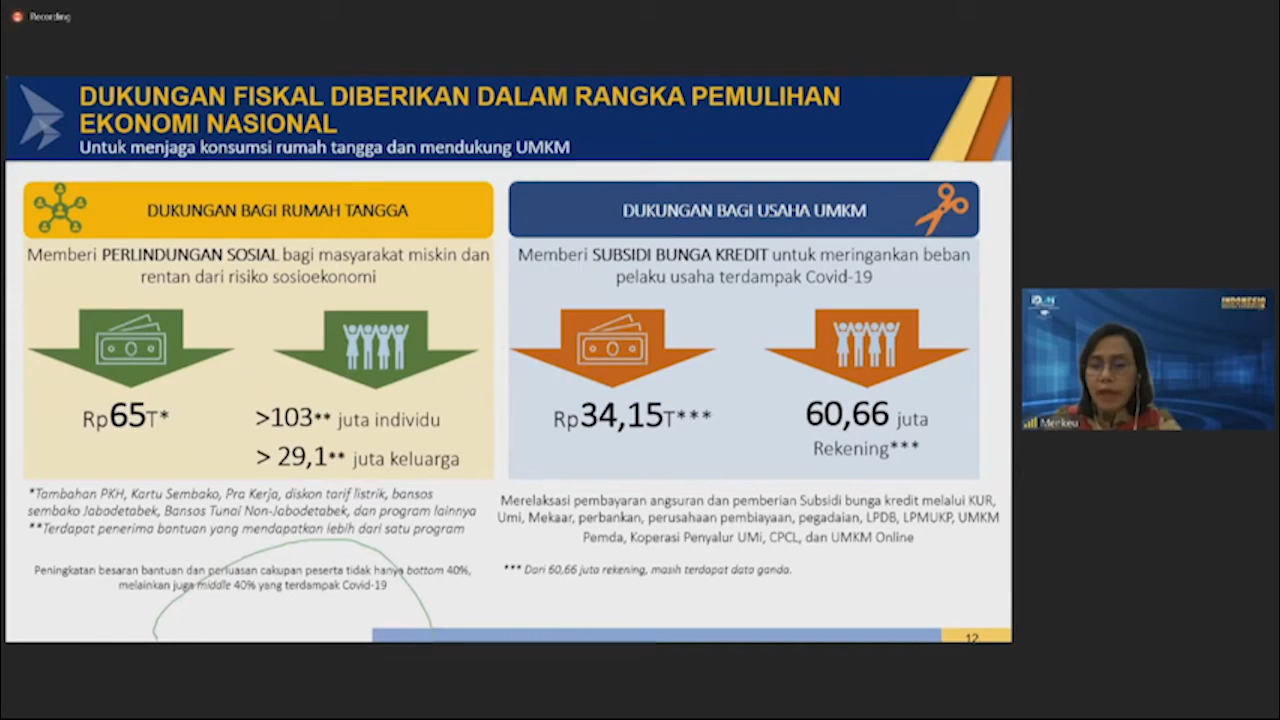 Recording
DUKUNGAN FISKAL DIBERIKAN DALAM RANGKA PEMULIHAN
EKONOMI NASIONAL
Untuk menjaga konsumsi rumah tangga dan mendukung UMKM
DUKUNGAN BAGI RUMAH TANGGA
Memberi PERLINDUNGAN SOSIAL bagi masyarakat miskin dan
rentan dari risiko sosioekonomi
Rp65T*
>103** juta individu
> 29,1** juta keluarga
*Tambahan PKH, Kartu Sembako, Pra Kerja, diskon tarif listrik, bansos
sembako Jabodetabek, Bansos Tunai Non-Jabodetabek, dan program lainnya
**Terdapat penerima bantuan yang mendapatkan lebih dari satu program
Peningkatan besaran bantuan dan perluasan cakupan peserta tidak hanya bottom 40%,
melainkan juga middle 40% yang terdampak Covid-19
DUKUNGAN BAGI USAHA UMKM
Memberi SUBSIDI BUNGA KREDIT untuk meringankan beban
pelaku usaha terdampak Covid-19
Rp34,15T***
60,66 juta
Rekening***
Merelaksasi pembayaran angsuran dan pemberian Subsidi bunga kredit melalui KUR,
Umi, Mekaar, perbankan, perusahaan pembiayaan, pegadaian, LPDB, LPMUKP, UMKM
Pemda, Koperasi Penyalur UMi, CPCL, dan UMKM Online
*** Dari 60,66 juta rekening, masih terdapat data ganda.
12
INDONESIA
Menkeu